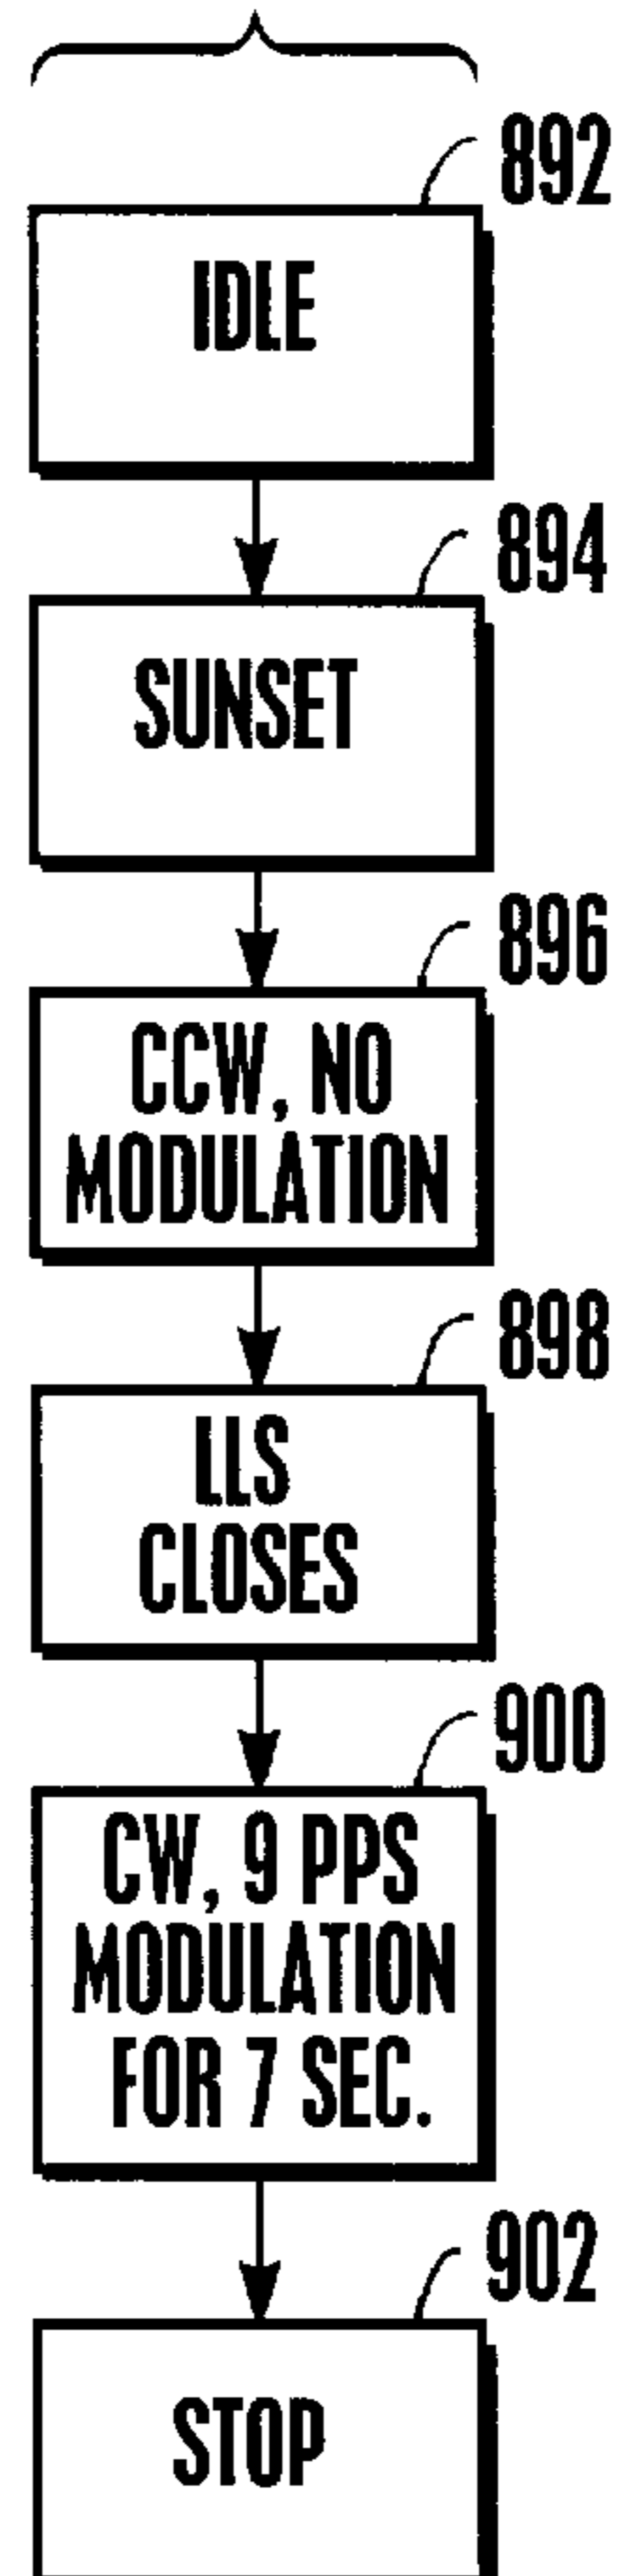 892
IDLE
894
SUNSET
896
CCW, NO
MODULATION
898
LLS
CLOSES
900
CW, 9 PPS
MODULATION
FOR 7 SEC.
902
STOP